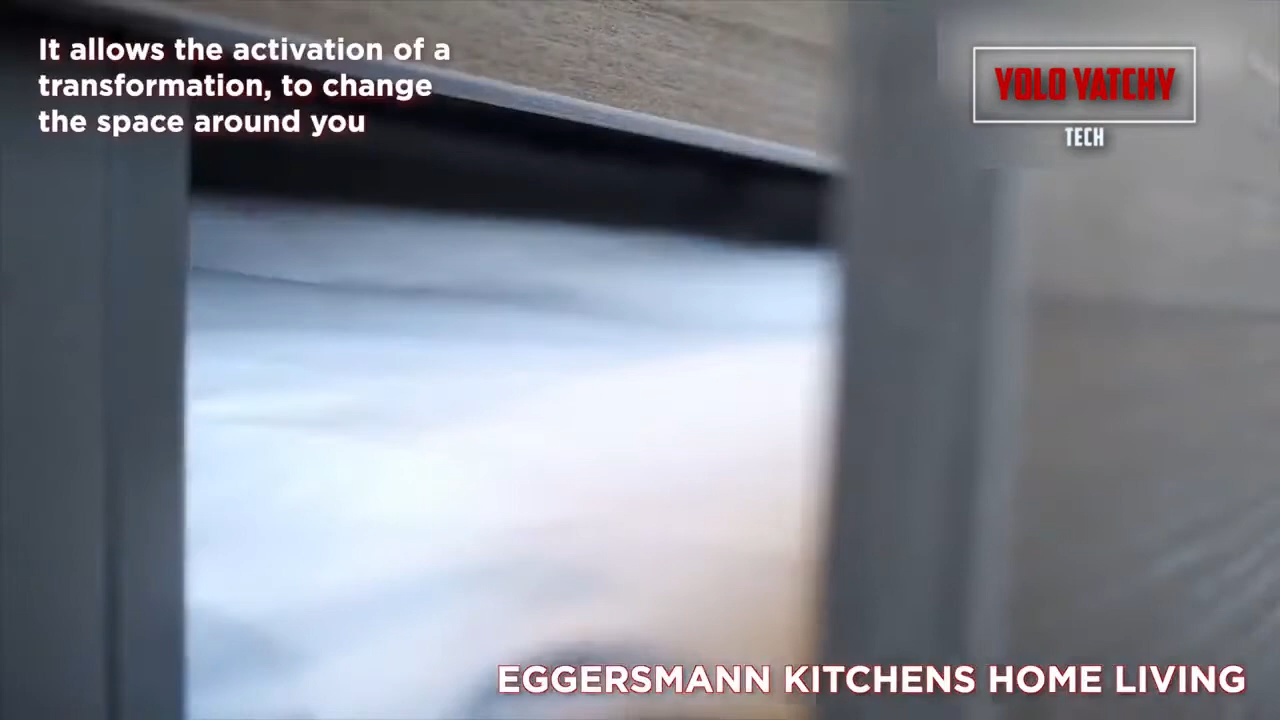 It allows the activation of a
transformation, to change
the space around you
YOLO YATCHY
TECH
EGGERSMANN KITCHENS HOME LIVING